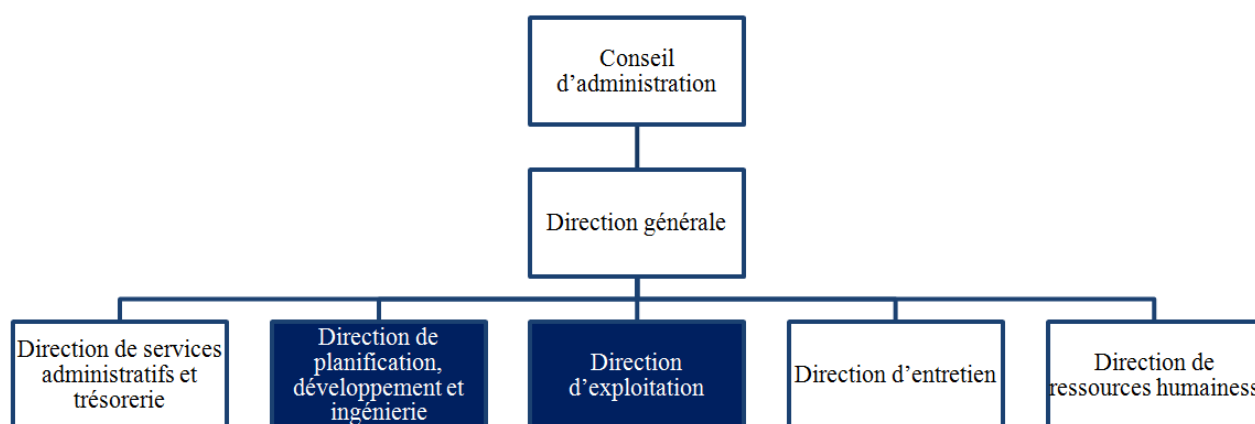 Conseil
d’administration
Direction générale
Direction de services
administratifs et
trésorerie
Direction de
planification,
développement et
ingénierie
Direction
d’exploitation
Direction d’entretien
Direction de
ressources humainess